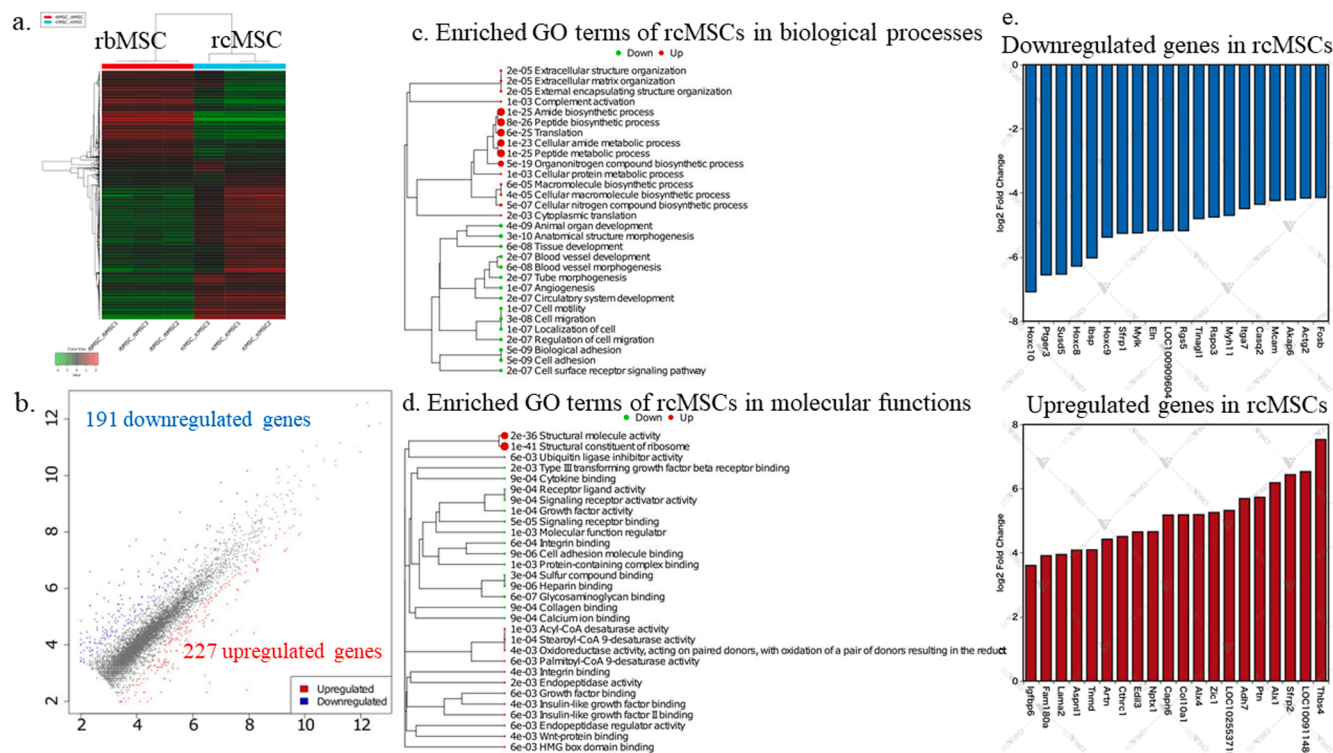 a.
rbMSC rcMSC
rbMSC_rbMSC1
rbMSC_rbMSC3
rbMSC_rbMSC2
rcMSC_rcMSC3
rcMSC_rcMSC1
rcMSC_rcMSC2
b.
191 downregulated genes
227 upregulated genes
Upregulated
Downregulated
12
10
8
6
4
2
2 4 6 8 10 12
c. Enriched GO terms of rcMSCs in biological processes
Down Up
2e-05 Extracellular structure organization
2e-05 Extracellular matrix organization
2e-05 External encapsulating structure organization
1e-03 Complement activation
1e-25 Amide biosynthetic process
8e-26 Peptide biosynthetic process
6e-25 Translation
1e-23 Cellular amide metabolic process
1e-25 Peptide metabolic process
5e-19 Organonitrogen compound biosynthetic process
1e-03 Cellular protein metabolic process
6e-05 Macromolecule biosynthetic process
4e-05 Cellular macromolecule biosynthetic process
5e-07 Cellular nitrogen compound biosynthetic process
2e-03 Cytoplasmic translation
4e-09 Animal organ development
3e-10 Anatomical structure morphogenesis
6e-08 Tissue development
2e-07 Blood vessel development
6e-08 Blood vessel morphogenesis
2e-07 Tube morphogenesis
1e-07 Angiogenesis
2e-07 Circulatory system development
1e-07 Cell motility
3e-08 Cell migration
1e-07 Localization of cell
2e-07 Regulation of cell migration
5e-09 Biological adhesion
5e-09 Cell adhesion
2e-07 Cell surface receptor signaling pathway
d. Enriched GO terms of rcMSCs in molecular functions
Down Up
2e-36 Structural molecule activity
1e-41 Structural constituent of ribosome
6e-03 Ubiquitin ligase inhibitor activity
2e-03 Type III transforming growth factor beta receptor binding
9e-04 Cytokine binding
9e-04 Receptor ligand activity
9e-04 Signaling receptor activator activity
1e-04 Growth factor activity
5e-05 Signaling receptor binding
1e-03 Molecular function regulator
6e-04 Integrin binding
9e-06 Cell adhesion molecule binding
1e-03 Protein-containing complex binding
3e-04 Sulfur compound binding
9e-06 Heparin binding
6e-07 Glycosaminoglycan binding
9e-04 Collagen binding
9e-04 Calcium ion binding
1e-03 Acyl-CoA desaturase activity
1e-04 Stearoyl-CoA 9-desaturase activity
4e-03 Oxidoreductase activity, acting on paired donors, with oxidation of a pair of donors resulting in the reduct
6e-03 Palmitoyl-CoA 9-desaturase activity
4e-03 Integrin binding
2e-03 Endopeptidase activity
6e-03 Growth factor binding
4e-03 Insulin-like growth factor binding
6e-03 Insulin-like growth factor II binding
6e-03 Endopeptidase regulator activity
4e-03 Wnt-protein binding
6e-03 HMG box domain binding
e.
Downregulated genes in rcMSCs
log2 Fold Change
0
-2
-4
-6
-8
Hoxc10
Ptger3
Susd5
Hoxc8
Ibsp
Hoxc9
Sfrp1
Mylk
Eln
LOC100909604
Rgs5
Tinagl1
Rspo3
Myh11
Itga7
Casq2
Mcam
Akap6
Actg2
Fosb
Upregulated genes in rcMSCs
log2 Fold Change
8
6
4
2
0
Igfbp6
Fam180a
Lama2
Aspnl1
Tnmd
Artn
Cthrc1
Edil3
Nptx1
Capn6
Col10a1
Alx4
Zic1
LOC10255371
Adh7
Ptn
Alx1
Sfrp2
LOC10091148
Thbs4